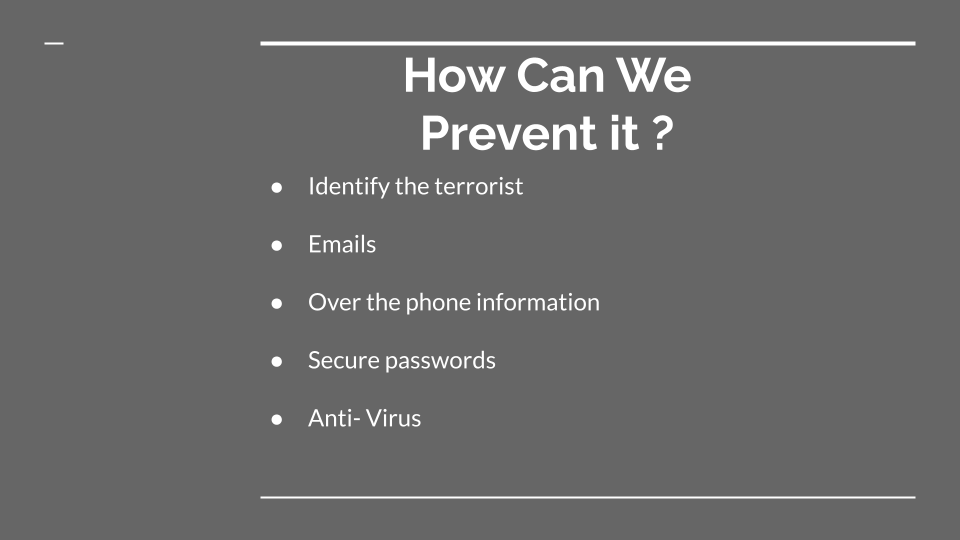 How Can We
Prevent it ?
● Identify the terrorist
● Emails
● Over the phone information
● Secure passwords
● Anti- Virus